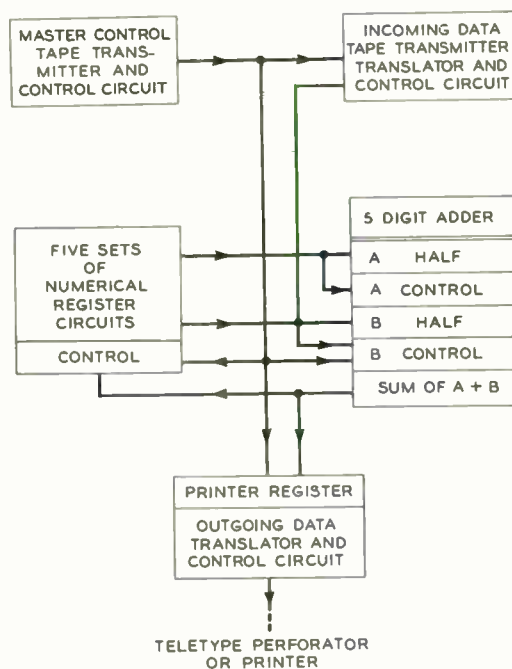 MASTER CONTROL
TAPE TRANS-
MITTER AND
CONTROL CIRCUIT
INCOMING DATA
TAPE TRANSMITTER
TRANSLATOR AND
CONTROL CIRCUIT
FIVE SETS
OF
NUMERICAL
REGISTER
CIRCUITS
CONTROL
5 DIGIT ADDER
A HALF
A CONTROL
B HALF
B CONTROL
SUM OF A + B
PRINTER REGISTER
OUTGOING DATA
TRANSLATOR AND
CONTROL CIRCUIT
TELETYPE PERFORATOR
OR PRINTER